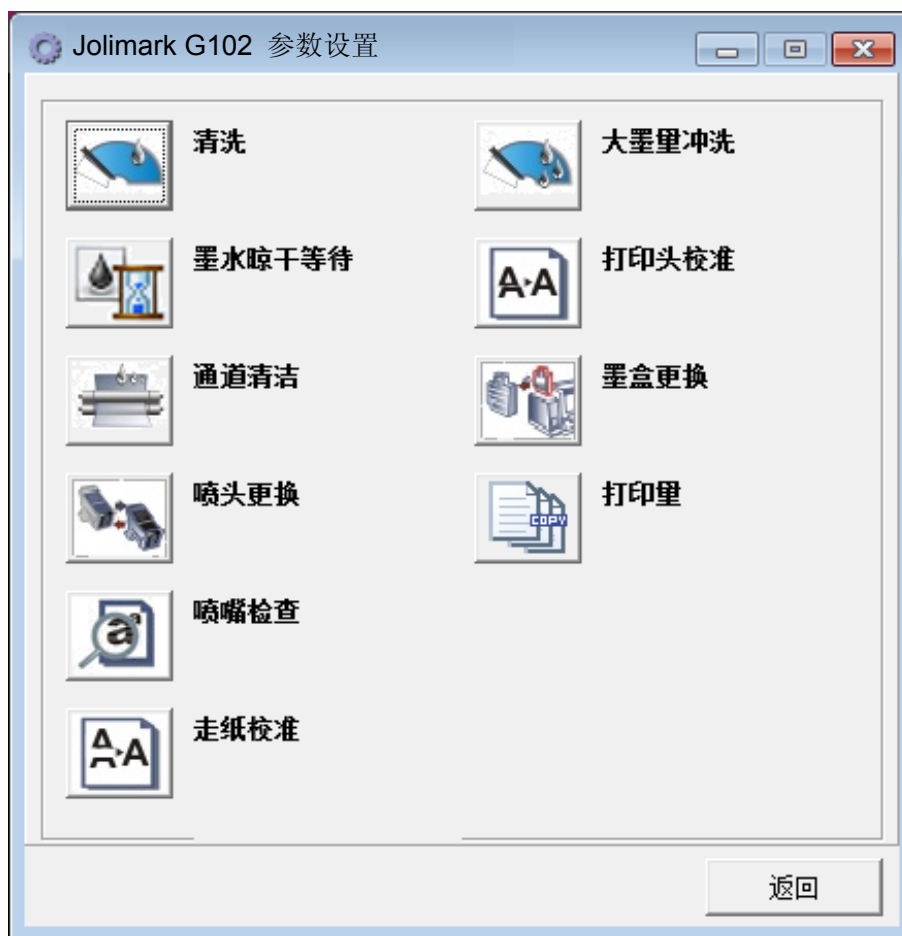 Jolimark G102 参数设置
清洗
大墨量冲洗
墨水晾干等待
A A
打印头校准
通道清洁
墨盒更换
喷头更换
COPY
打印量
a a
喷嘴检查
A A
走纸校准
返回